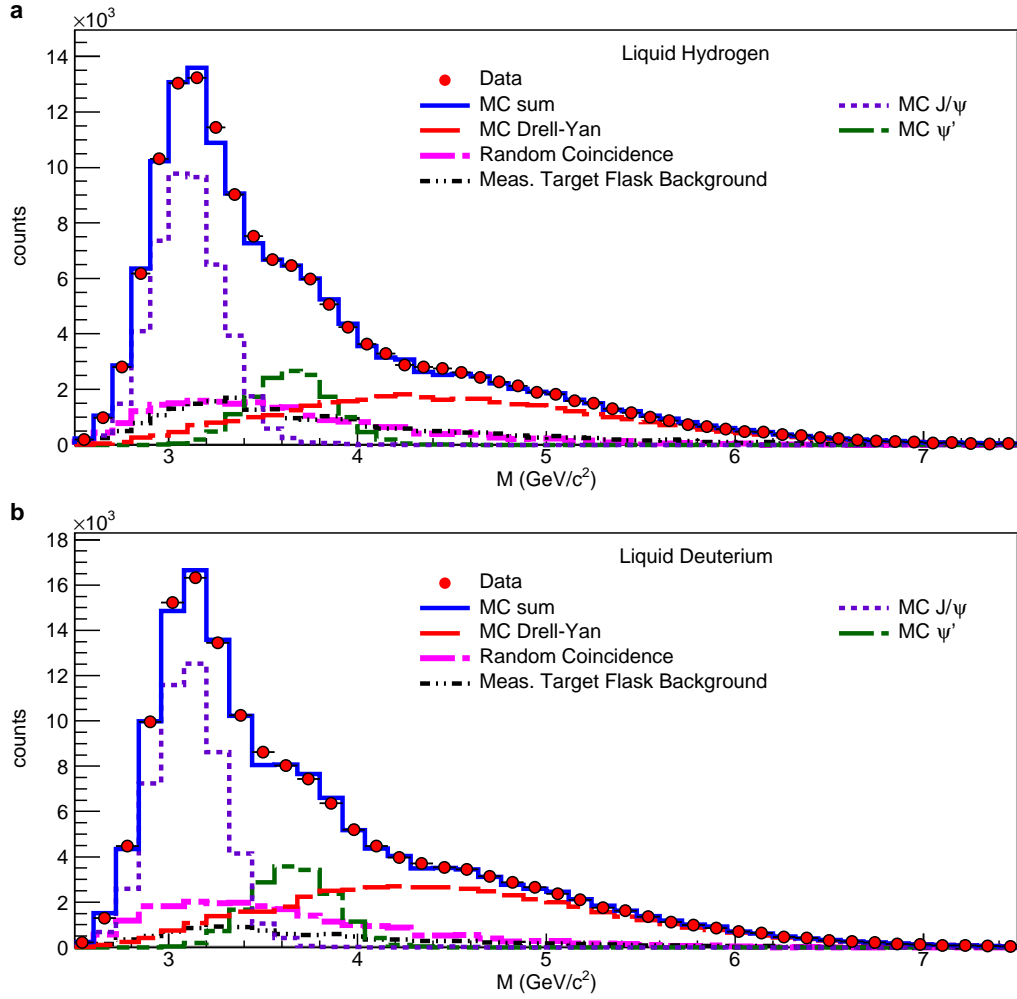 a
×10³
Liquid Hydrogen
Data
MC sum
MC J/ψ
MC Drell-Yan
MC ψ'
Random Coincidence
Meas. Target Flask Background
14
12
10
8
6
4
2
0
counts
3 4 5 6 7
M (GeV/c²)
b
×10³
Liquid Deuterium
Data
MC sum
MC J/ψ
MC Drell-Yan
MC ψ'
Random Coincidence
Meas. Target Flask Background
18
16
14
12
10
8
6
4
2
0
counts
3 4 5 6 7
M (GeV/c²)